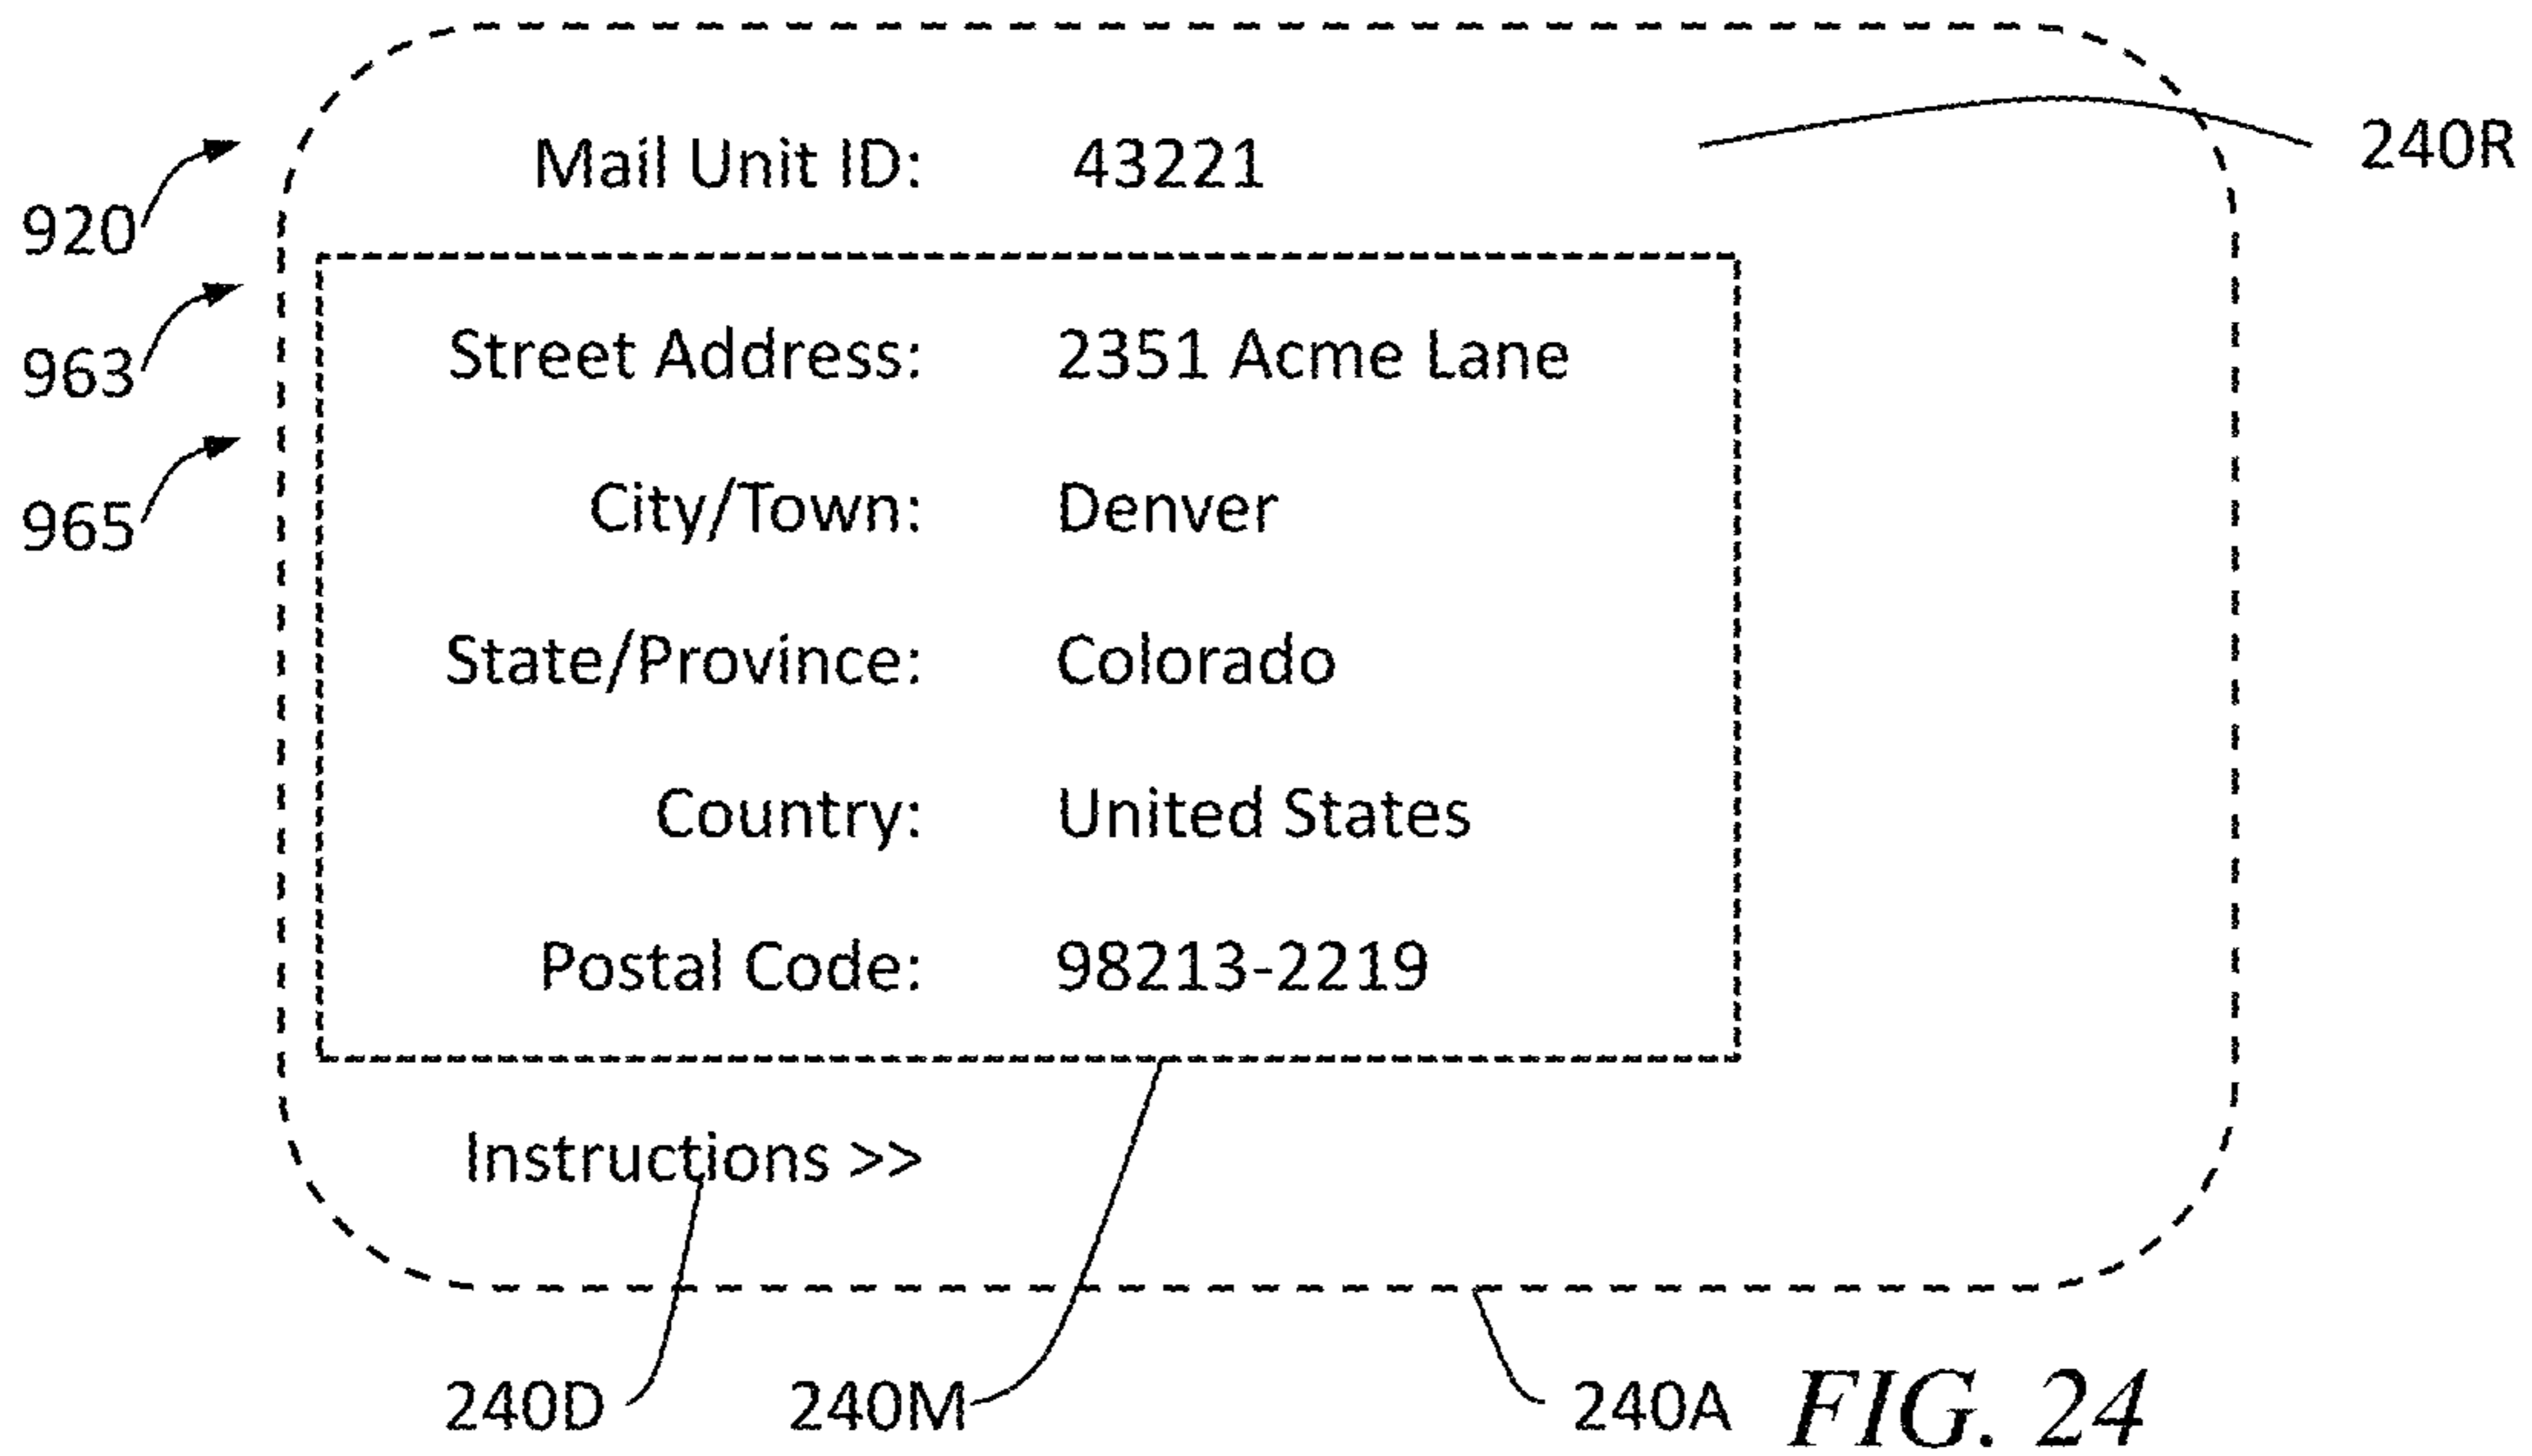 Mail Unit ID: 43221 240R
920
963
Street Address: 2351 Acme Lane
965
City/Town: Denver
State/Province: Colorado
Country: United States
Postal Code: 98213-2219
Instructions >>
240D 240M 240A FIG. 24